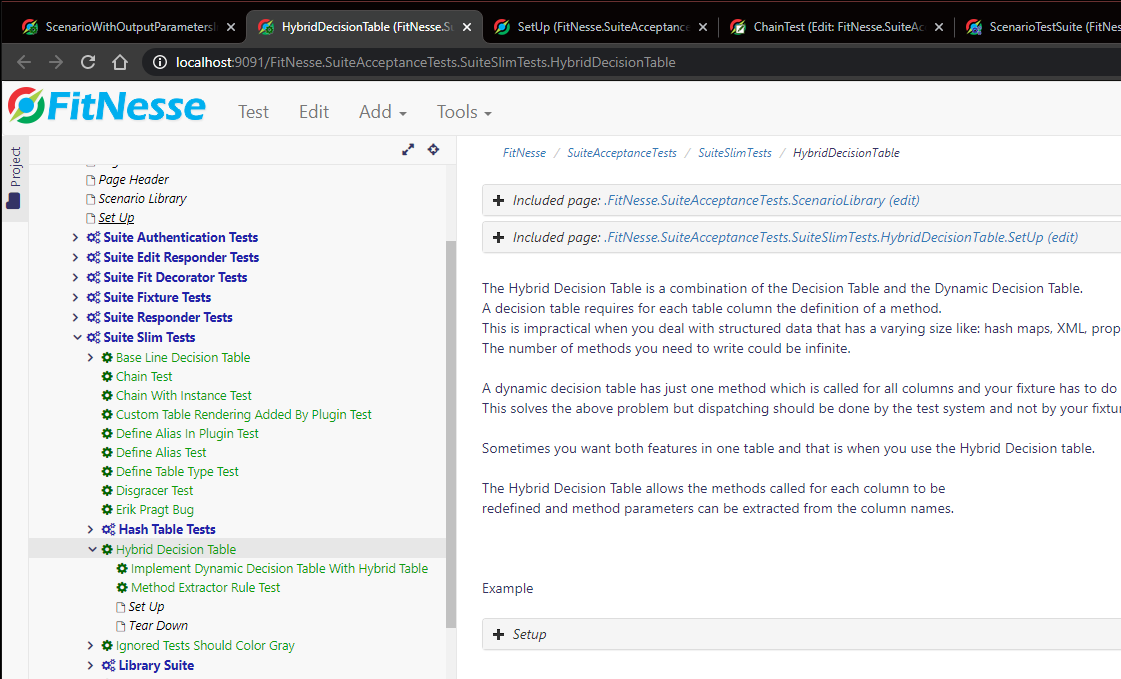 ScenarioWithOutputParametersI
HybridDecisionTable (FitNesse.Su
SetUp (FitNesse.SuiteAcceptance
ChainTest (Edit: FitNesse.SuiteAc
ScenarioTestSuite (FitNes
localhost:9091/FitNesse.SuiteAcceptanceTests.SuiteSlimTests.HybridDecisionTable
FitNesse
Test Edit Add Tools
Project
Page Header
Scenario Library
Set Up
Suite Authentication Tests
Suite Edit Responder Tests
Suite Fit Decorator Tests
Suite Fixture Tests
Suite Responder Tests
Suite Slim Tests
Base Line Decision Table
Chain Test
Chain With Instance Test
Custom Table Rendering Added By Plugin Test
Define Alias In Plugin Test
Define Alias Test
Define Table Type Test
Disgracer Test
Erik Pragt Bug
Hash Table Tests
Hybrid Decision Table
Implement Dynamic Decision Table With Hybrid Table
Method Extractor Rule Test
Set Up
Tear Down
Ignored Tests Should Color Gray
Library Suite
FitNesse / SuiteAcceptanceTests / SuiteSlimTests / HybridDecisionTable
Included page: .FitNesse.SuiteAcceptanceTests.ScenarioLibrary (edit)
Included page: .FitNesse.SuiteAcceptanceTests.SuiteSlimTests.HybridDecisionTable.SetUp (edit)
The Hybrid Decision Table is a combination of the Decision Table and the Dynamic Decision Table.
A decision table requires for each table column the definition of a method.
This is impractical when you deal with structured data that has a varying size like: hash maps, XML, prop
The number of methods you need to write could be infinite.
A dynamic decision table has just one method which is called for all columns and your fixture has to do
This solves the above problem but dispatching should be done by the test system and not by your fixtur
Sometimes you want both features in one table and that is when you use the Hybrid Decision table.
The Hybrid Decision Table allows the methods called for each column to be
redefined and method parameters can be extracted from the column names.
Example
Setup